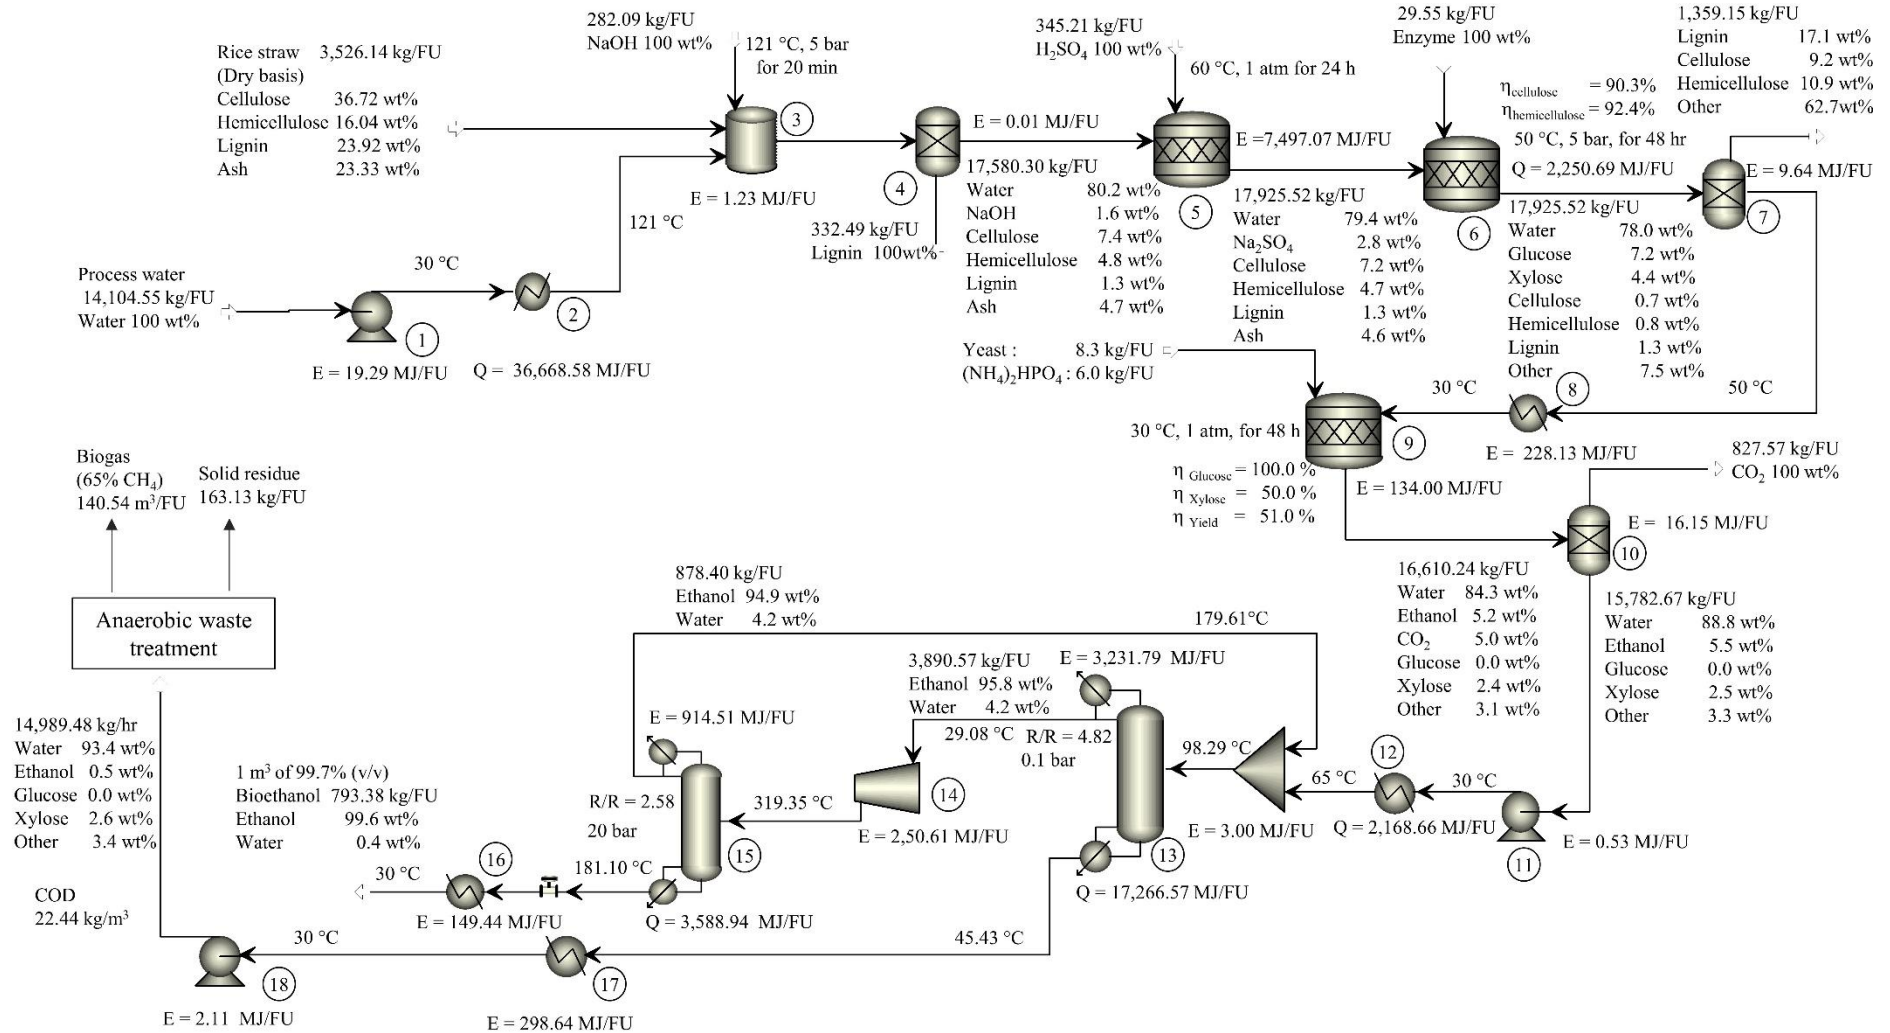 282.09 kg/FU
NaOH 100 wt%
121 °C, 5 bar
for 20 min
Rice straw 3,526.14 kg/FU
(Dry basis)
Cellulose 36.72 wt%
Hemicellulose 16.04 wt%
Lignin 23.92 wt%
Ash 23.33 wt%
3
E = 1.23 MJ/FU
121 °C
30 °C
Process water
14,104.55 kg/FU
Water 100 wt%
1
E = 19.29 MJ/FU
2
Q = 36,668.58 MJ/FU
4
332.49 kg/FU
Lignin 100wt%
E = 0.01 MJ/FU
17,580.30 kg/FU
Water 80.2 wt%
NaOH 1.6 wt%
Cellulose 7.4 wt%
Hemicellulose 4.8 wt%
Lignin 1.3 wt%
Ash 4.7 wt%
345.21 kg/FU
H₂SO₄ 100 wt%
60 °C, 1 atm for 24 h
5
E =7,497.07 MJ/FU
17,925.52 kg/FU
Water 79.4 wt%
Na₂SO₄ 2.8 wt%
Cellulose 7.2 wt%
Hemicellulose 4.7 wt%
Lignin 1.3 wt%
Ash 4.6 wt%
29.55 kg/FU
Enzyme 100 wt%
η cellulose = 90.3%
η hemicellulose = 92.4%
50 °C, 5 bar, for 48 hr
Q = 2,250.69 MJ/FU
6
17,925.52 kg/FU
Water 78.0 wt%
Glucose 7.2 wt%
Xylose 4.4 wt%
Cellulose 0.7 wt%
Hemicellulose 0.8 wt%
Lignin 1.3 wt%
Other 7.5 wt%
1,359.15 kg/FU
Lignin 17.1 wt%
Cellulose 9.2 wt%
Hemicellulose 10.9 wt%
Other 62.7wt%
E = 9.64 MJ/FU
7
50 °C
8
30 °C
E = 228.13 MJ/FU
Yeast : 8.3 kg/FU
(NH4)2HPO4 : 6.0 kg/FU
30 °C, 1 atm, for 48 h
9
η Glucose = 100.0 %
η Xylose = 50.0 %
η Yield = 51.0 %
E = 134.00 MJ/FU
827.57 kg/FU
CO₂ 100 wt%
E = 16.15 MJ/FU
10
16,610.24 kg/FU
Water 84.3 wt%
Ethanol 5.2 wt%
CO₂ 5.0 wt%
Glucose 0.0 wt%
Xylose 2.4 wt%
Other 3.1 wt%
15,782.67 kg/FU
Water 88.8 wt%
Ethanol 5.5 wt%
Glucose 0.0 wt%
Xylose 2.5 wt%
Other 3.3 wt%
E = 0.53 MJ/FU
11
30 °C
12
Q = 2,168.66 MJ/FU
65 °C
E = 3.00 MJ/FU
98.29 °C
179.61°C
878.40 kg/FU
Ethanol 94.9 wt%
Water 4.2 wt%
E = 3,231.79 MJ/FU
3,890.57 kg/FU
Ethanol 95.8 wt%
Water 4.2 wt%
29.08 °C
R/R = 4.82
0.1 bar
13
Q = 17,266.57 MJ/FU
14
E = 2,50.61 MJ/FU
319.35 °C
E = 914.51 MJ/FU
R/R = 2.58
20 bar
15
Q = 3,588.94 MJ/FU
181.10 °C
16
E = 149.44 MJ/FU
30 °C
1 m³ of 99.7% (v/v)
Bioethanol 793.38 kg/FU
Ethanol 99.6 wt%
Water 0.4 wt%
45.43 °C
17
E = 298.64 MJ/FU
30 °C
18
E = 2.11 MJ/FU
COD
22.44 kg/m³
14,989.48 kg/hr
Water 93.4 wt%
Ethanol 0.5 wt%
Glucose 0.0 wt%
Xylose 2.6 wt%
Other 3.4 wt%
Anaerobic waste
treatment
Biogas
(65% CH₄)
140.54 m³/FU
Solid residue
163.13 kg/FU